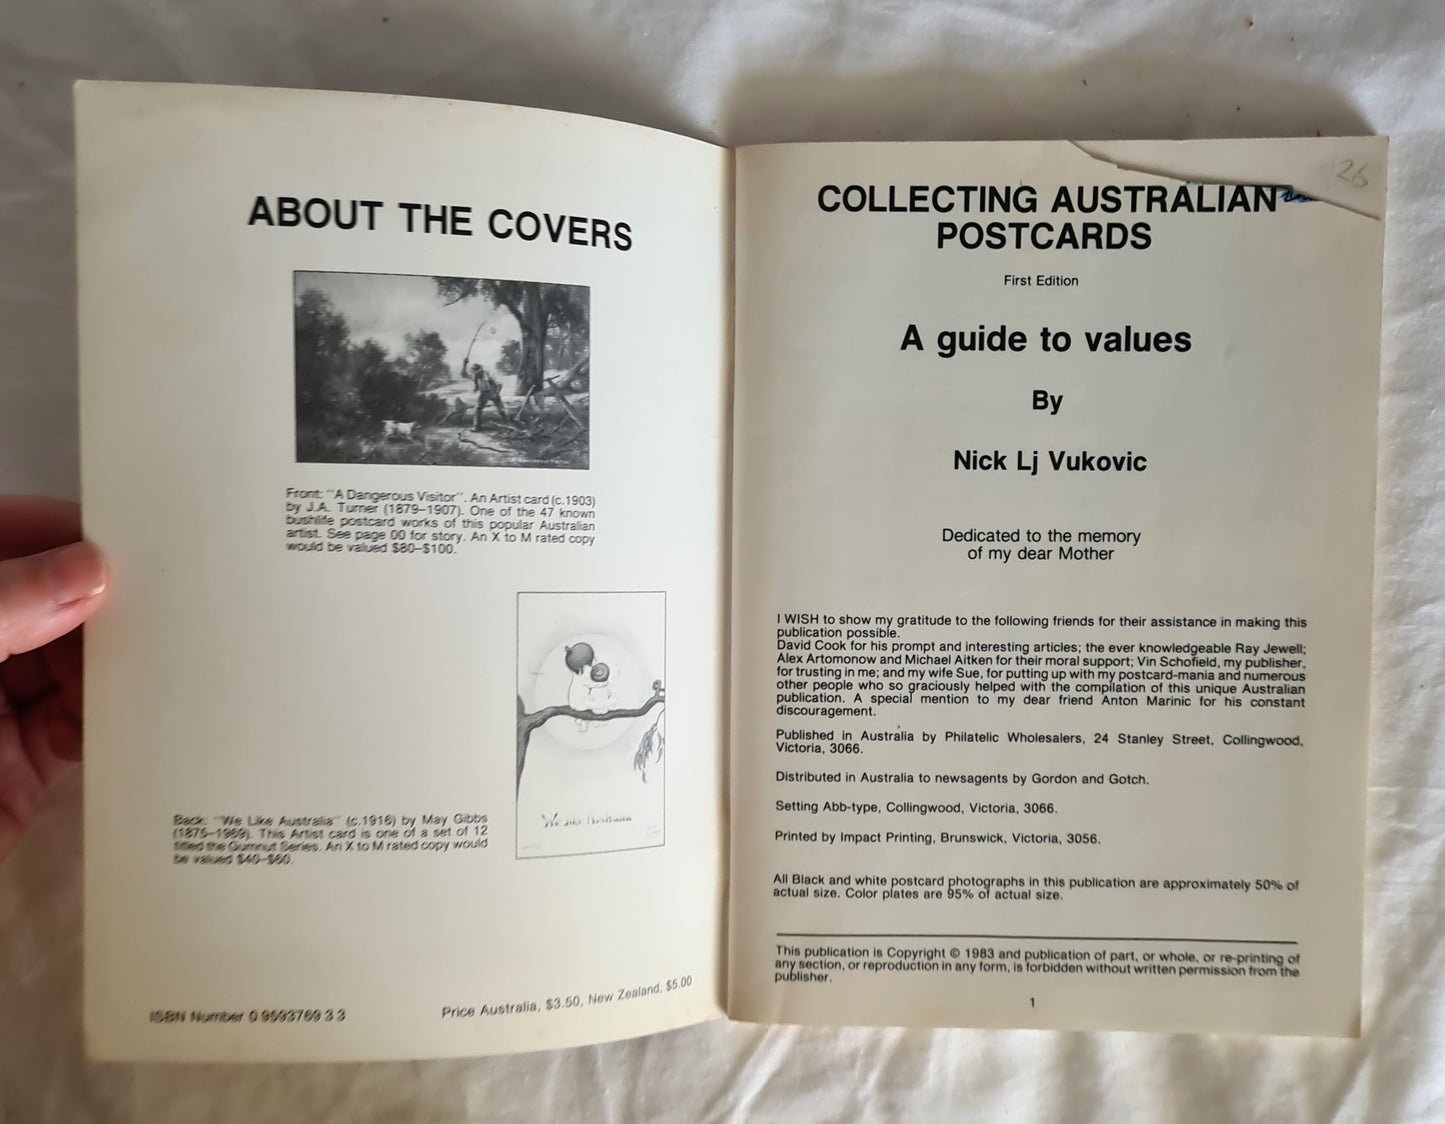 ABOUT THE COVERS
Front: "A Dangerous Visitor". An Artist card (c.1903)
by J.A. Turner (1879–1907). One of the 47 known
bushlife postcard works of this popular Australian
artist. See page 00 for story. An X to M rated copy
would be valued $80–$100.
Back: "We Like Australia" (c.1916) by May Gibbs
(1875–1969). This Artist card is one of a set of 12
titled the Gumnut Series. An X to M rated copy would
be valued $40–$60.
ISBN Number 0 9593769 3 3
Price Australia, $3.50, New Zealand, $5.00
26
COLLECTING AUSTRALIAN
POSTCARDS
First Edition
A guide to values
By
Nick Lj Vukovic
Dedicated to the memory
of my dear Mother
I WISH to show my gratitude to the following friends for their assistance in making this
publication possible.
David Cook for his prompt and interesting articles; the ever knowledgeable Ray Jewell;
Alex Artomonow and Michael Aitken for their moral support; Vin Schofield, my publisher,
for trusting in me; and my wife Sue, for putting up with my postcard-mania and numerous
other people who so graciously helped with the compilation of this unique Australian
publication. A special mention to my dear friend Anton Marinic for his constant
discouragement.
Published in Australia by Philatelic Wholesalers, 24 Stanley Street, Collingwood,
Victoria, 3066.
Distributed in Australia to newsagents by Gordon and Gotch.
Setting Abb-type, Collingwood, Victoria, 3066.
Printed by Impact Printing, Brunswick, Victoria, 3056.
All Black and white postcard photographs in this publication are approximately 50% of
actual size. Color plates are 95% of actual size.
This publication is Copyright © 1983 and publication of part, or whole, or re-printing of
any section, or reproduction in any form, is forbidden without written permission from the
publisher.
1